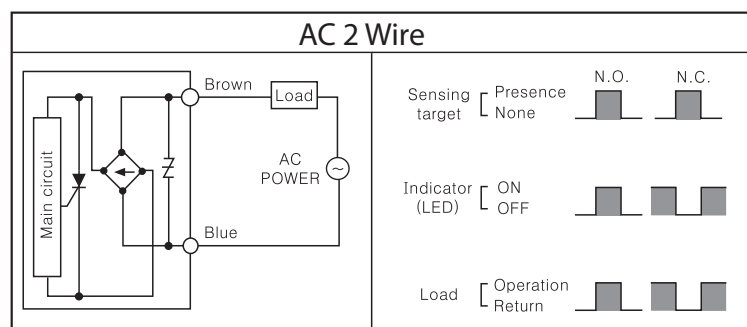 AC 2 Wire
Main circuit
Brown
Load
AC
POWER
~
Blue
N.O.
N.C.
Sensing
target
Presence
None
Indicator
(LED)
ON
OFF
Load
Operation
Return